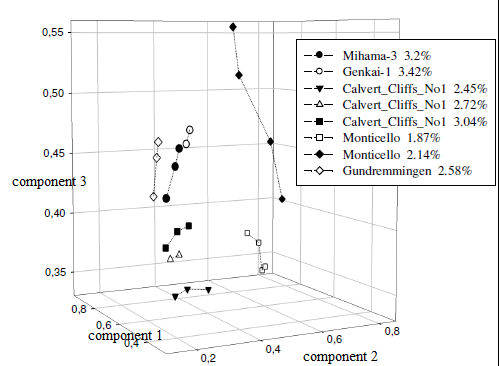 0,55
Mihama-3 3.2%
Genkai-1 3.42%
0,50
Calvert_Cliffs_No1 2.45%
Calvert_Cliffs_No1 2.72%
Calvert_Cliffs_No1 3.04%
Monticello 1.87%
0,45
Monticello 2.14%
Gundremmingen 2.58%
component 3
0,40
0,35
0,8
0,6
component 1
0,4
0,8
0,6
0,4
0,2
component 2